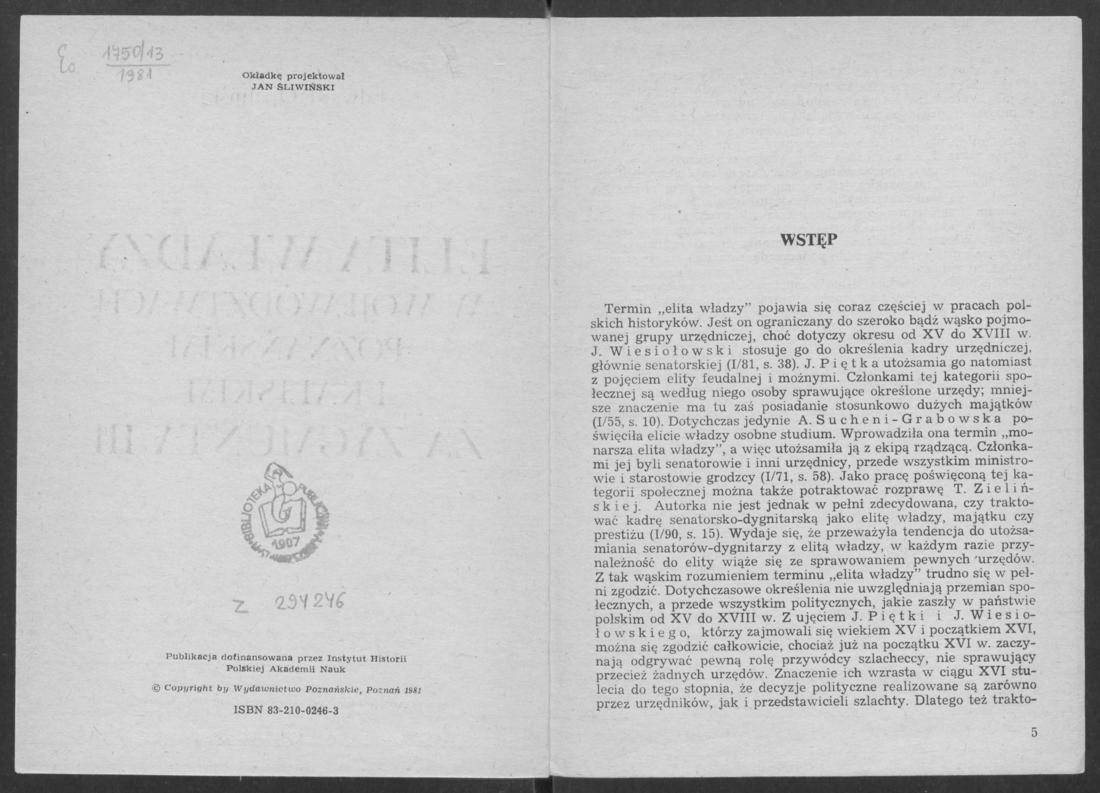 1750/13
1981
Okładkę projektował
JAN ŚLIWIŃSKI
BIBLIOTEKA PUBLICZNA
1907
Z 294246
Publikacja dofinansowana przez Instytut Historii
Polskiej Akademii Nauk
© Copyright by Wydawnictwo Poznańskie, Poznań 1981
ISBN 83-210-0246-3
WSTĘP
Termin „elita władzy” pojawia się coraz częściej w pracach pol-
skich historyków. Jest on ograniczany do szeroko bądź wąsko pojmo-
wanej grupy urzędniczej, choć dotyczy okresu od XV do XVIII w.
J. Wiesiołowski stosuje go do określenia kadry urzędniczej,
głównie senatorskiej (I/81, s. 38). J. Piętka utożsamia go natomiast
z pojęciem elity feudalnej i możnymi. Członkami tej kategorii spo-
łecznej są według niego osoby sprawujące określone urzędy; mniej-
sze znaczenie ma tu zaś posiadanie stosunkowo dużych majątków
(I/55, s. 10). Dotychczas jedynie A. Sucheni-Grabowska po-
święciła elicie władzy osobne studium. Wprowadziła ona termin „mo-
narsza elita władzy”, a więc utożsamiła ją z ekipą rządzącą. Członka-
mi jej byli senatorowie i inni urzędnicy, przede wszystkim ministro-
wie i starostowie grodzcy (I/71, s. 58). Jako pracę poświęconą tej ka-
tegorii społecznej można także potraktować rozprawę T. Zieliń-
skiej. Autorka nie jest jednak w pełni zdecydowana, czy trakto-
wać kadrę senatorsko-dygnitarską jako elitę władzy, majątku czy
prestiżu (I/90, s. 15). Wydaje się, że przeważyła tendencja do utożsa-
miania senatorów-dygnitarzy z elitą władzy, w każdym razie przy-
należność do elity wiąże się ze sprawowaniem pewnych urzędów.
Z tak wąskim rozumieniem terminu „elita władzy” trudno się w peł-
ni zgodzić. Dotychczasowe określenia nie uwzględniają przemian spo-
łecznych, a przede wszystkim politycznych, jakie zaszły w państwie
polskim od XV do XVIII w. Z ujęciem J. Piętki i J. Wiesio-
łowskiego, którzy zajmowali się wiekiem XV i początkiem XVI,
można się zgodzić całkowicie, chociaż już na początku XVI w. zaczy-
nają odgrywać pewną rolę przywódcy szlacheccy, nie sprawujący
przecież żadnych urzędów. Znaczenie ich wzrasta w ciągu XVI stu-
lecia do tego stopnia, że decyzje polityczne realizowane są zarówno
przez urzędników, jak i przedstawicieli szlachty. Dlatego też trakto-
5